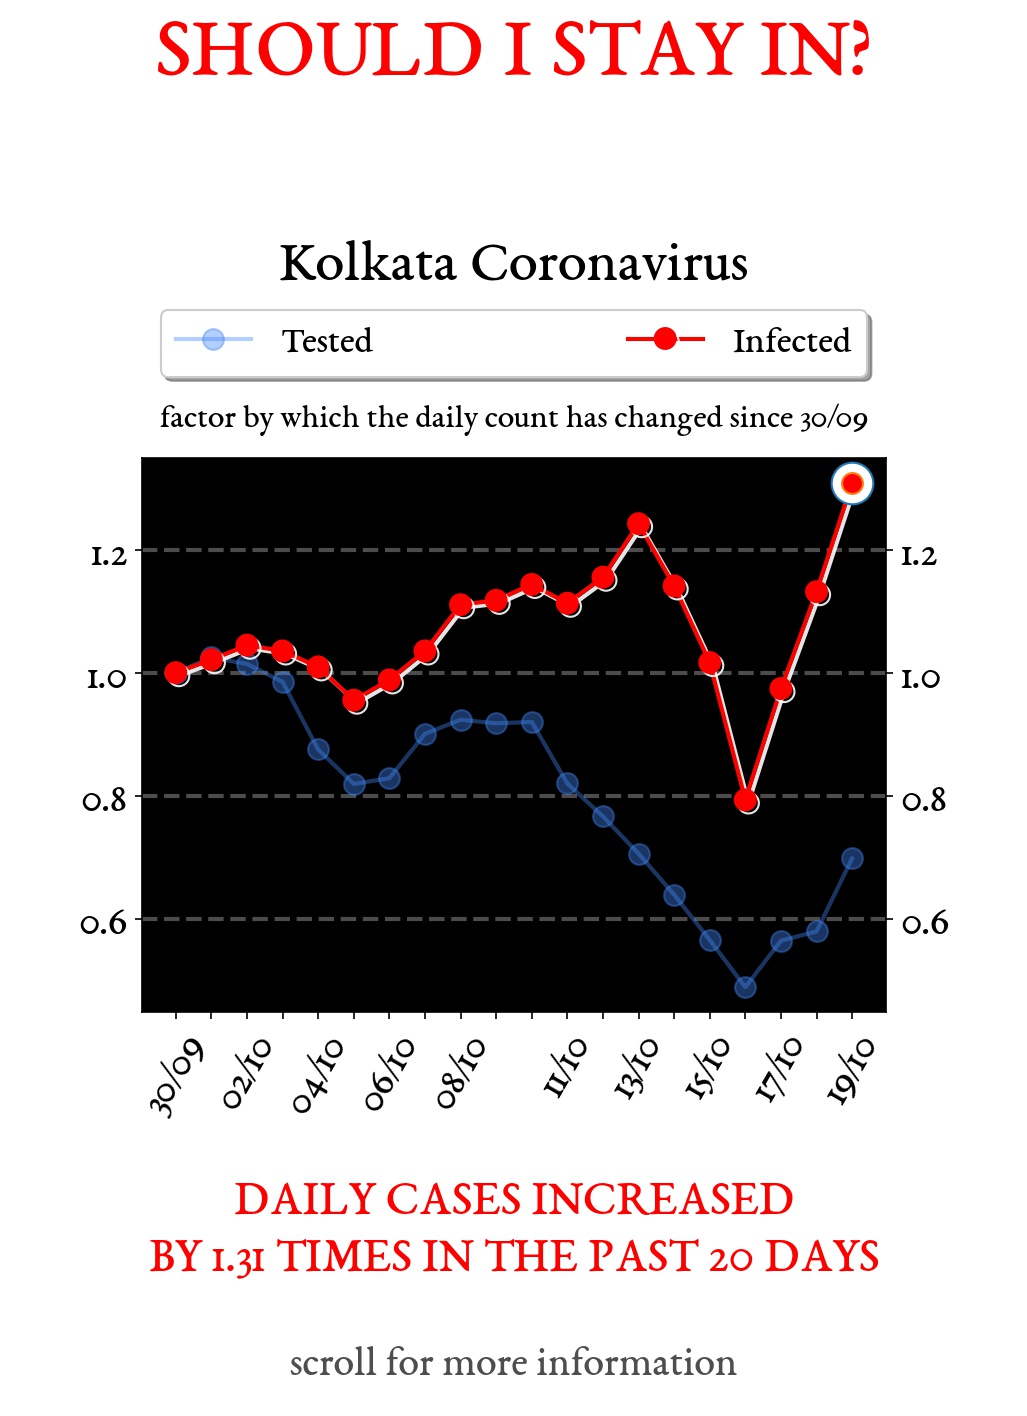 SHOULD I STAY IN?
Kolkata Coronavirus
Tested Infected
factor by which the daily count has changed since 30/09
1.2 1.2
1.0 1.0
0.8 0.8
0.6 0.6
30/09 02/10 04/10 06/10 08/10 11/10 13/10 15/10 17/10 19/10
DAILY CASES INCREASED
BY 1.31 TIMES IN THE PAST 20 DAYS
scroll for more information